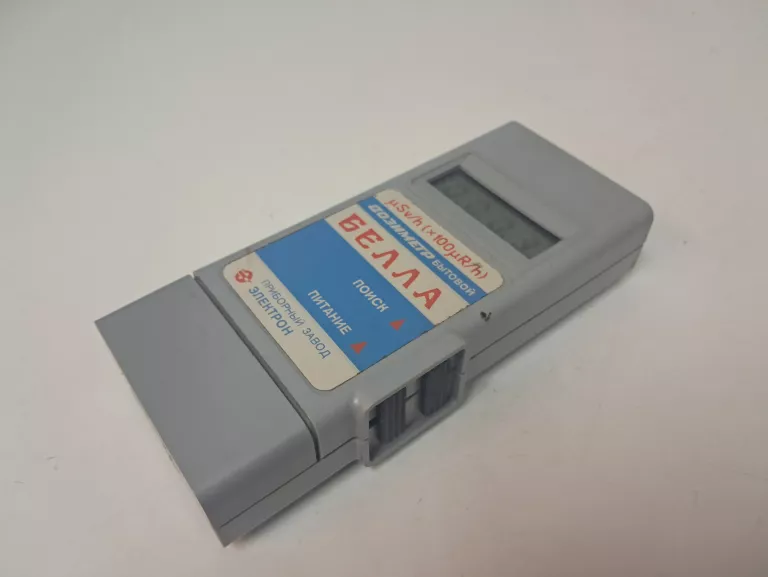 μSv/h (×100μR/h)
ДОЗИМЕТР БЫТОВОЙ
БЕЛЛА
ПОИСК
ПИТАНИЕ
ПРИБОРНЫЙ ЗАВОД
ЭЛЕКТРОН